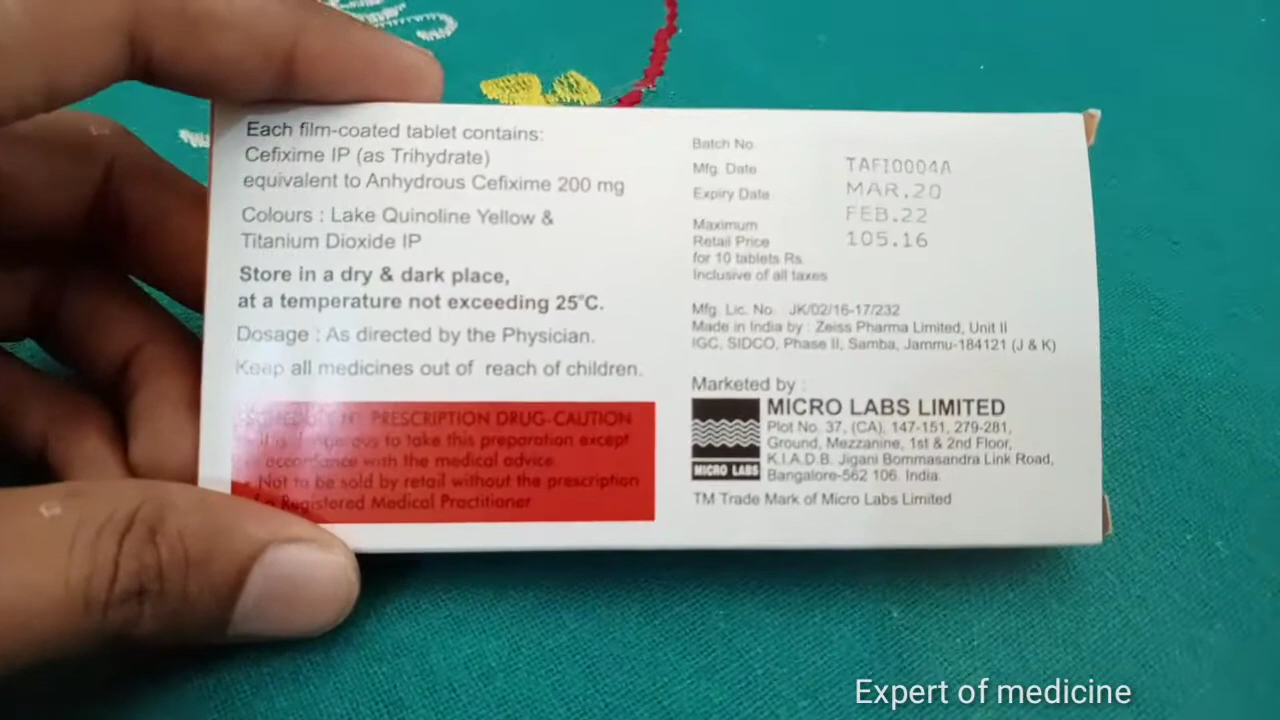 Each film-coated tablet contains:
Cefixime IP (as Trihydrate)
equivalent to Anhydrous Cefixime 200 mg
Colours : Lake Quinoline Yellow &
Titanium Dioxide IP
Store in a dry & dark place,
at a temperature not exceeding 25°C.
Dosage : As directed by the Physician.
Keep all medicines out of reach of children.
PRESCRIPTION DRUG-CAUTION
to take this preparation except
accordance with the medical advice
Not to be sold by retail without the prescription
Registered Medical Practitioner
Batch No.
Mfg. Date
Expiry Date
Maximum
Retail Price
for 10 tablets Rs.
Inclusive of all taxes
TAFI0004A
MAR.20
FEB.22
105.16
Mfg. Lic. No. JK/02/16-17/232
Made in India by : Zeiss Pharma Limited, Unit II
IGC, SIDCO, Phase II, Samba, Jammu-184121 (J & K)
Marketed by :
MICRO LABS LIMITED
Plot No. 37, (CA), 147-151, 279-281,
Ground, Mezzanine, 1st & 2nd Floor,
K.I.A.D.B. Jigani Bommasandra Link Road,
Bangalore-562 106. India.
MICRO LABS
TM Trade Mark of Micro Labs Limited
Expert of medicine